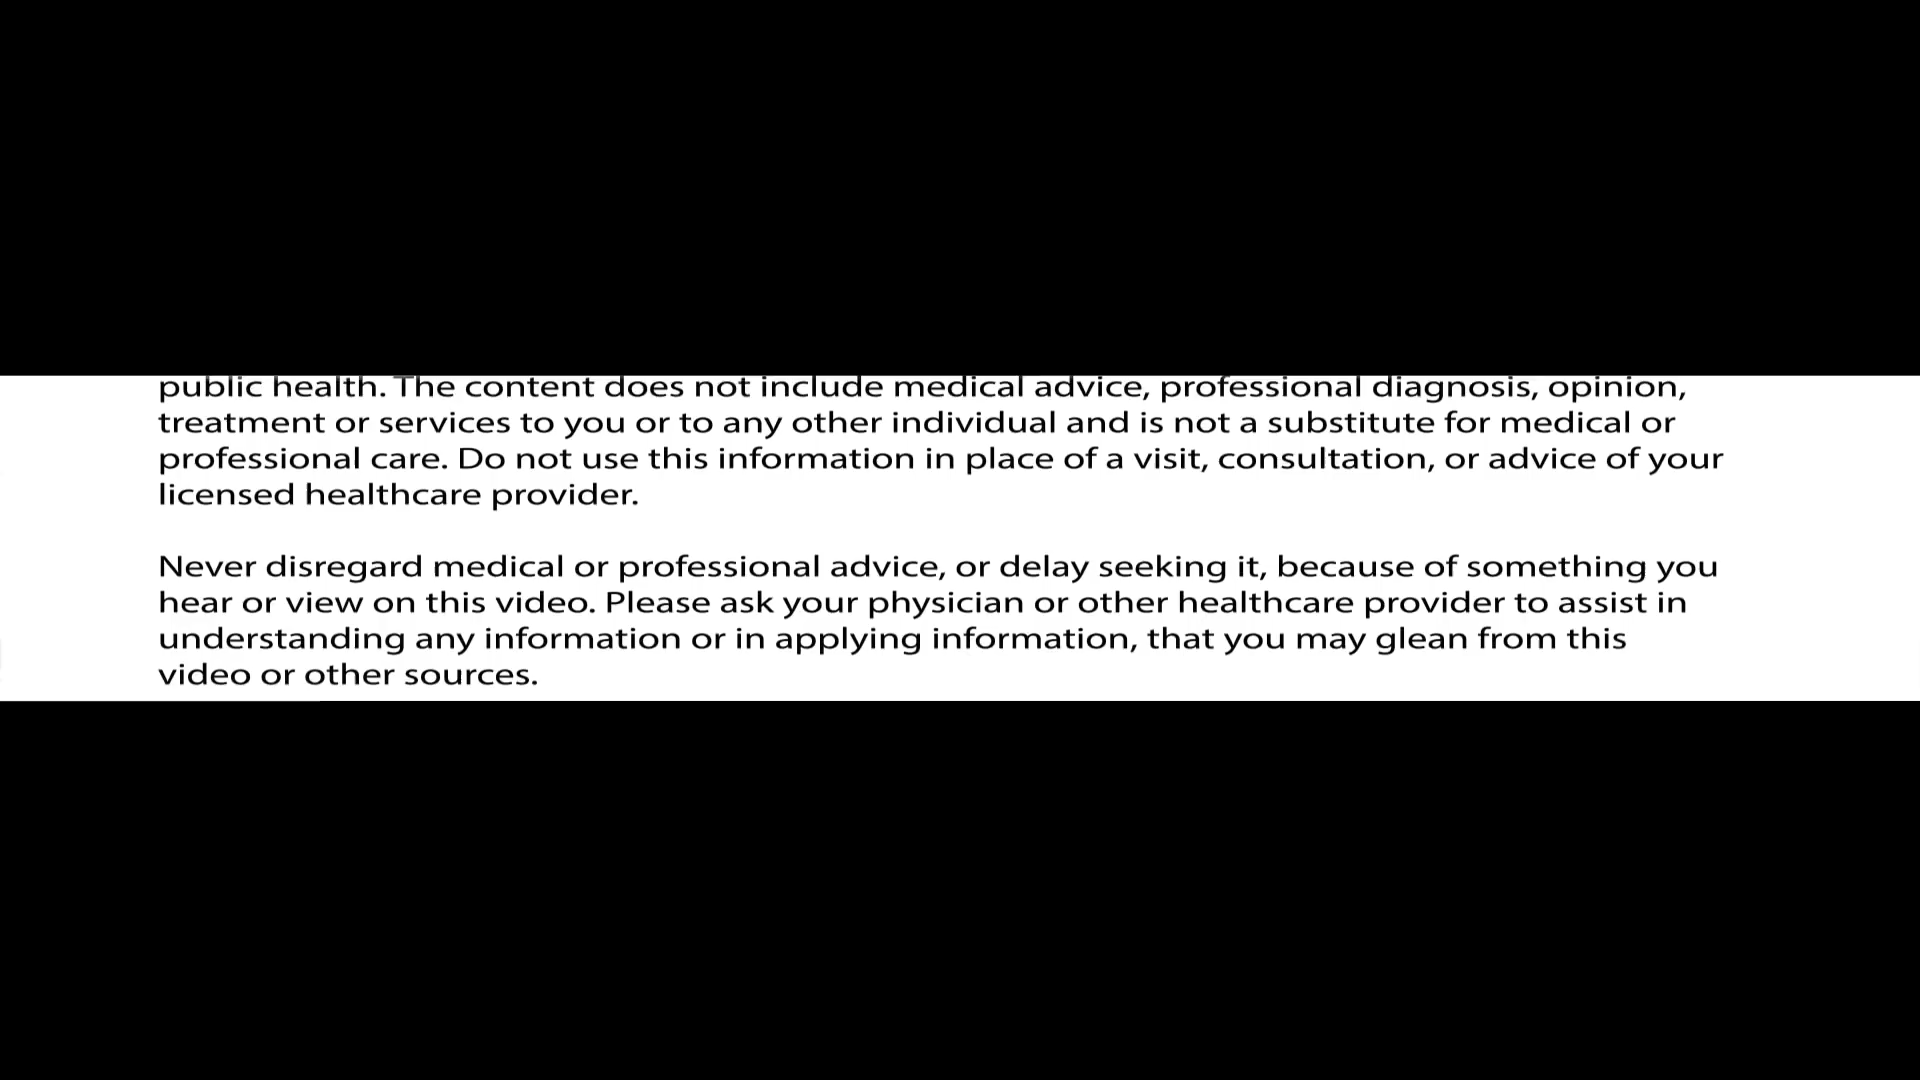 public health. The content does not include medical advice, professional diagnosis, opinion,
treatment or services to you or to any other individual and is not a substitute for medical or
professional care. Do not use this information in place of a visit, consultation, or advice of your
licensed healthcare provider.
Never disregard medical or professional advice, or delay seeking it, because of something you
hear or view on this video. Please ask your physician or other healthcare provider to assist in
understanding any information or in applying information, that you may glean from this
video or other sources.